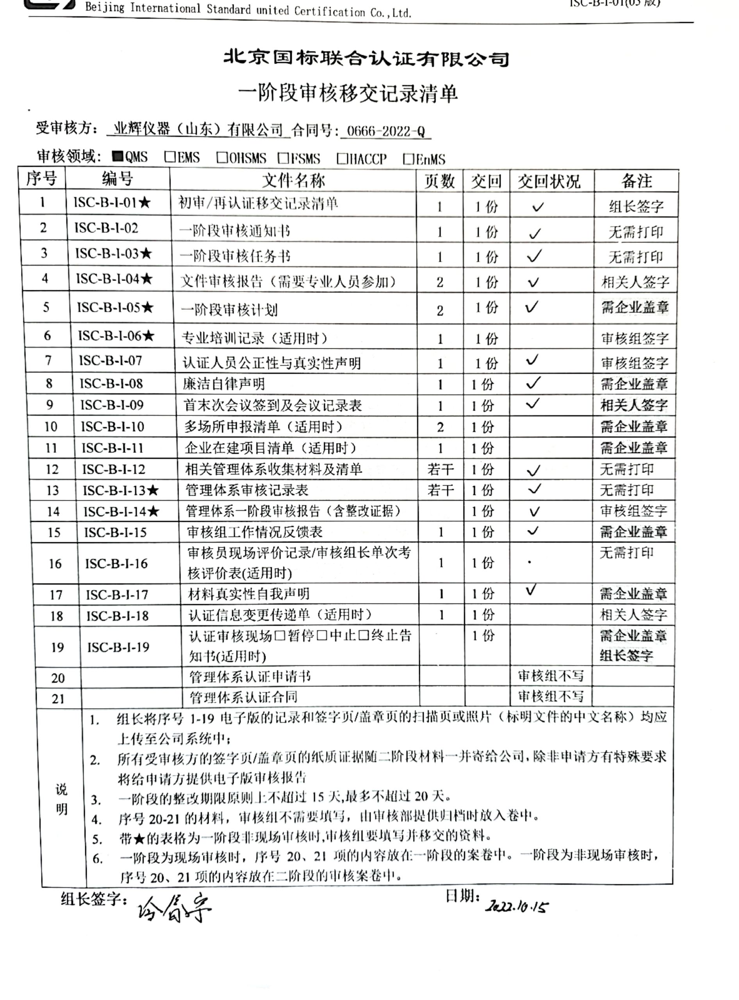 Beijing International Standard united Certification Co.,Ltd.
ISC-B-I-01(05版)
北京国标联合认证有限公司
一阶段审核移交记录清单
受审核方： 业辉仪器（山东）有限公司 合同号：0666-2022-Q
审核领域：■QMS □EMS □OHSMS □FSMS □HACCP □EnMS
序号 编号 文件名称 页数 交回 交回状况 备注
1 ISC-B-I-01★ 初审/再认证移交记录清单 1 1份 ✓ 组长签字
2 ISC-B-I-02 一阶段审核通知书 1 1份 ✓ 无需打印
3 ISC-B-I-03★ 一阶段审核任务书 1 1份 ✓ 无需打印
4 ISC-B-I-04★ 文件审核报告（需要专业人员参加） 2 1份 ✓ 相关人签字
5 ISC-B-I-05★ 一阶段审核计划 2 1份 ✓ 需企业盖章
6 ISC-B-I-06★ 专业培训记录（适用时） 1 1份 审核组签字
7 ISC-B-I-07 认证人员公正性与真实性声明 1 1份 ✓ 审核组签字
8 ISC-B-I-08 廉洁自律声明 1 1份 ✓ 需企业盖章
9 ISC-B-I-09 首末次会议签到及会议记录表 1 1份 ✓ 相关人签字
10 ISC-B-I-10 多场所申报清单（适用时） 2 1份 需企业盖章
11 ISC-B-I-11 企业在建项目清单（适用时） 1 1份 需企业盖章
12 ISC-B-I-12 相关管理体系收集材料及清单 若干 1份 ✓ 无需打印
13 ISC-B-I-13★ 管理体系审核记录表 若干 1份 ✓ 无需打印
14 ISC-B-I-14★ 管理体系一阶段审核报告（含整改证据） 1份 ✓ 审核组签字
15 ISC-B-I-15 审核组工作情况反馈表 1 1份 ✓ 需企业盖章
16 ISC-B-I-16 审核员现场评价记录/审核组长单次考 1 1份 无需打印
核评价表(适用时)
17 ISC-B-I-17 材料真实性自我声明 1 1份 ✓ 需企业盖章
18 ISC-B-I-18 认证信息变更传递单（适用时） 1 1份 相关人签字
19 ISC-B-I-19 认证审核现场□暂停□中止□终止告 1份 需企业盖章
知书(适用时) 组长签字
20 管理体系认证申请书 审核组不写
21 管理体系认证合同 审核组不写
说明
1. 组长将序号 1-19 电子版的记录和签字页/盖章页的扫描页或照片（标明文件的中文名称）均应
上传至公司系统中；
2. 所有受审核方的签字页/盖章页的纸质证据随二阶段材料一并寄给公司，除非申请方有特殊要求
将给申请方提供电子版审核报告
3. 一阶段的整改期限原则上不超过 15 天,最多不超过 20 天。
4. 序号 20-21 的材料，审核组不需要填写，由审核部提供归档时放入卷中。
5. 带★的表格为一阶段非现场审核时,审核组要填写并移交的资料。
6. 一阶段为现场审核时，序号 20、21 项的内容放在一阶段的案卷中。一阶段为非现场审核时，
序号 20、21 项的内容放在二阶段的审核案卷中。
组长签字： 日期：2022.10.15